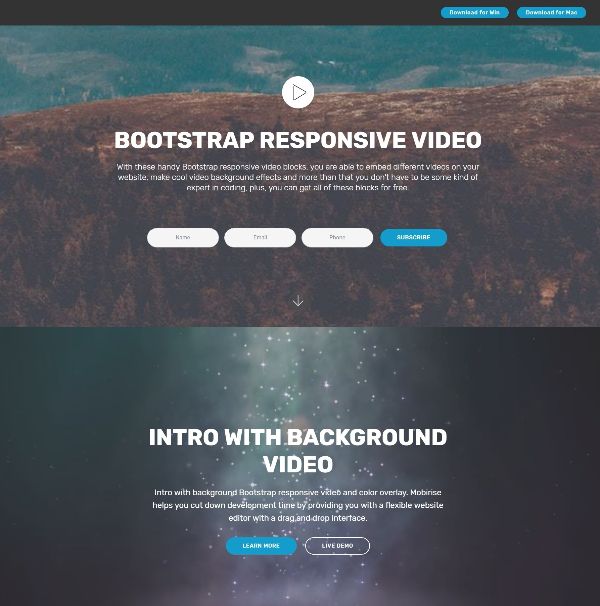 Download for Win Download for Mac
BOOTSTRAP RESPONSIVE VIDEO
With these handy Bootstrap responsive video blocks, you are able to embed different videos on your
website, make cool video background effects and more than that you don't have to be some kind of
expert in coding, plus, you can get all of these blocks for free.
Name Email Phone SUBSCRIBE
INTRO WITH BACKGROUND
VIDEO
Intro with background Bootstrap responsive video and color overlay. Mobirise
helps you cut down development time by providing you with a flexible website
editor with a drag and drop interface.
LEARN MORE LIVE DEMO